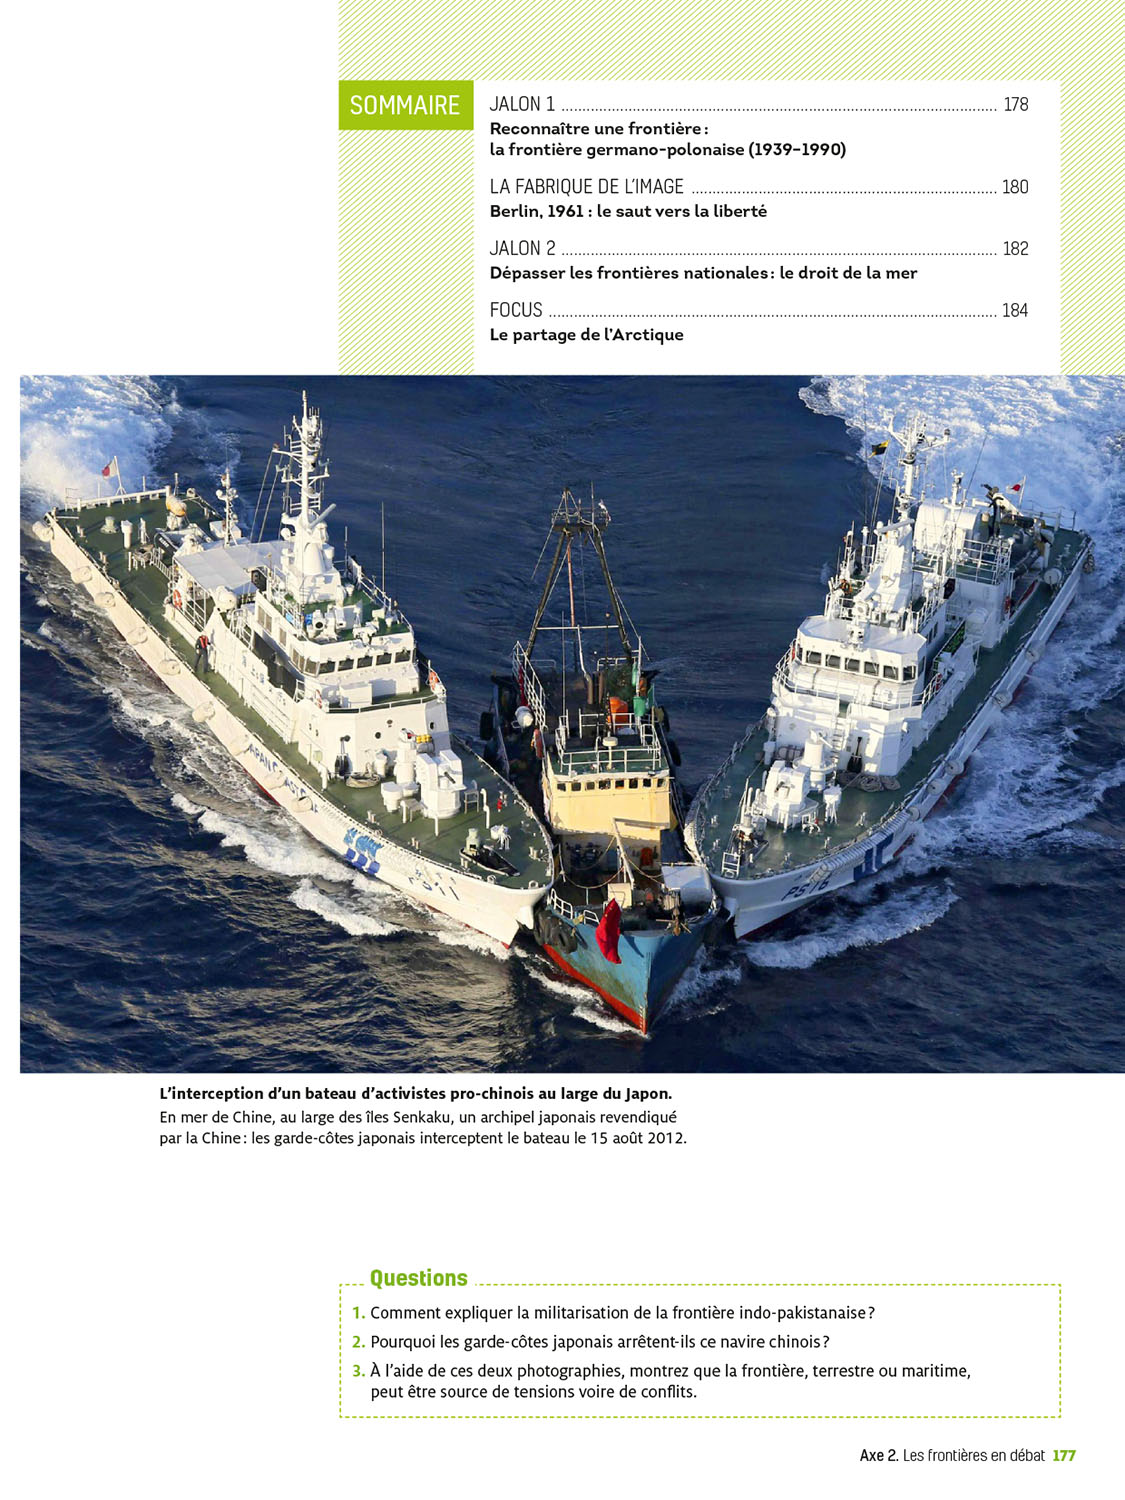 SOMMAIRE
JALON 1 ........................................................................................................ 178
Reconnaître une frontière :
la frontière germano-polonaise (1939-1990)
LA FABRIQUE DE L'IMAGE ......................................................................... 180
Berlin, 1961 : le saut vers la liberté
JALON 2 ........................................................................................................ 182
Dépasser les frontières nationales : le droit de la mer
FOCUS ........................................................................................................... 184
Le partage de l'Arctique
PS 11
PS 16
L'interception d'un bateau d'activistes pro-chinois au large du Japon.
En mer de Chine, au large des îles Senkaku, un archipel japonais revendiqué
par la Chine : les garde-côtes japonais interceptent le bateau le 15 août 2012.
Questions
1. Comment expliquer la militarisation de la frontière indo-pakistanaise ?
2. Pourquoi les garde-côtes japonais arrêtent-ils ce navire chinois ?
3. À l'aide de ces deux photographies, montrez que la frontière, terrestre ou maritime,
peut être source de tensions voire de conflits.
Axe 2. Les frontières en débat 177